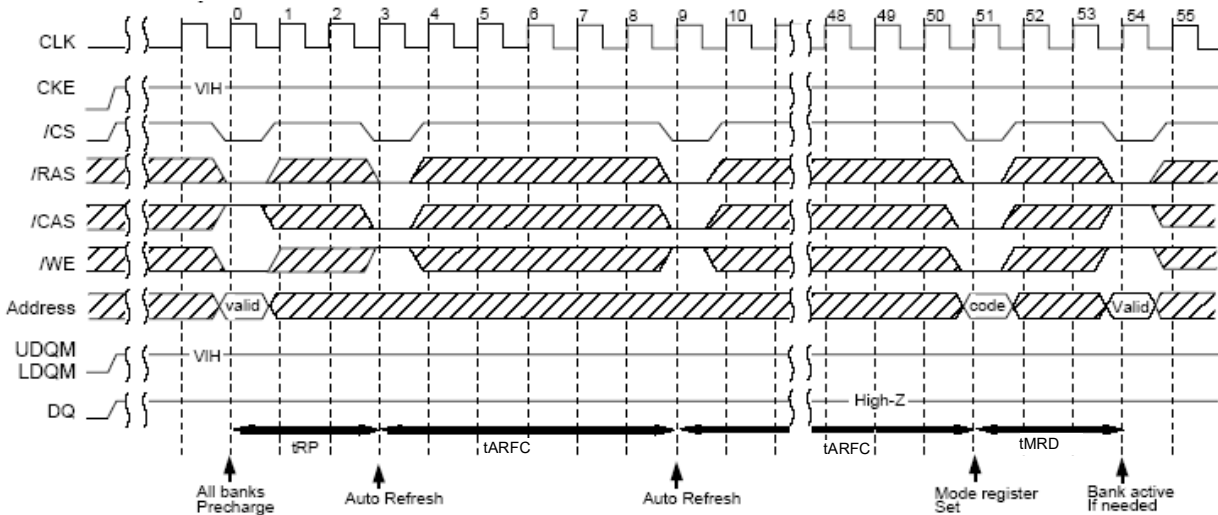 0 1 2 3 4 5 6 7 8 9 10 48 49 50 51 52 53 54 55
CLK
CKE VIH
/CS
/RAS
/CAS
/WE
Address valid code Valid
UDQM VIH
LDQM
DQ High-Z
tRP tARFC tARFC tMRD
All banks
Precharge
Auto Refresh
Auto Refresh
Mode register
Set
Bank active
If needed